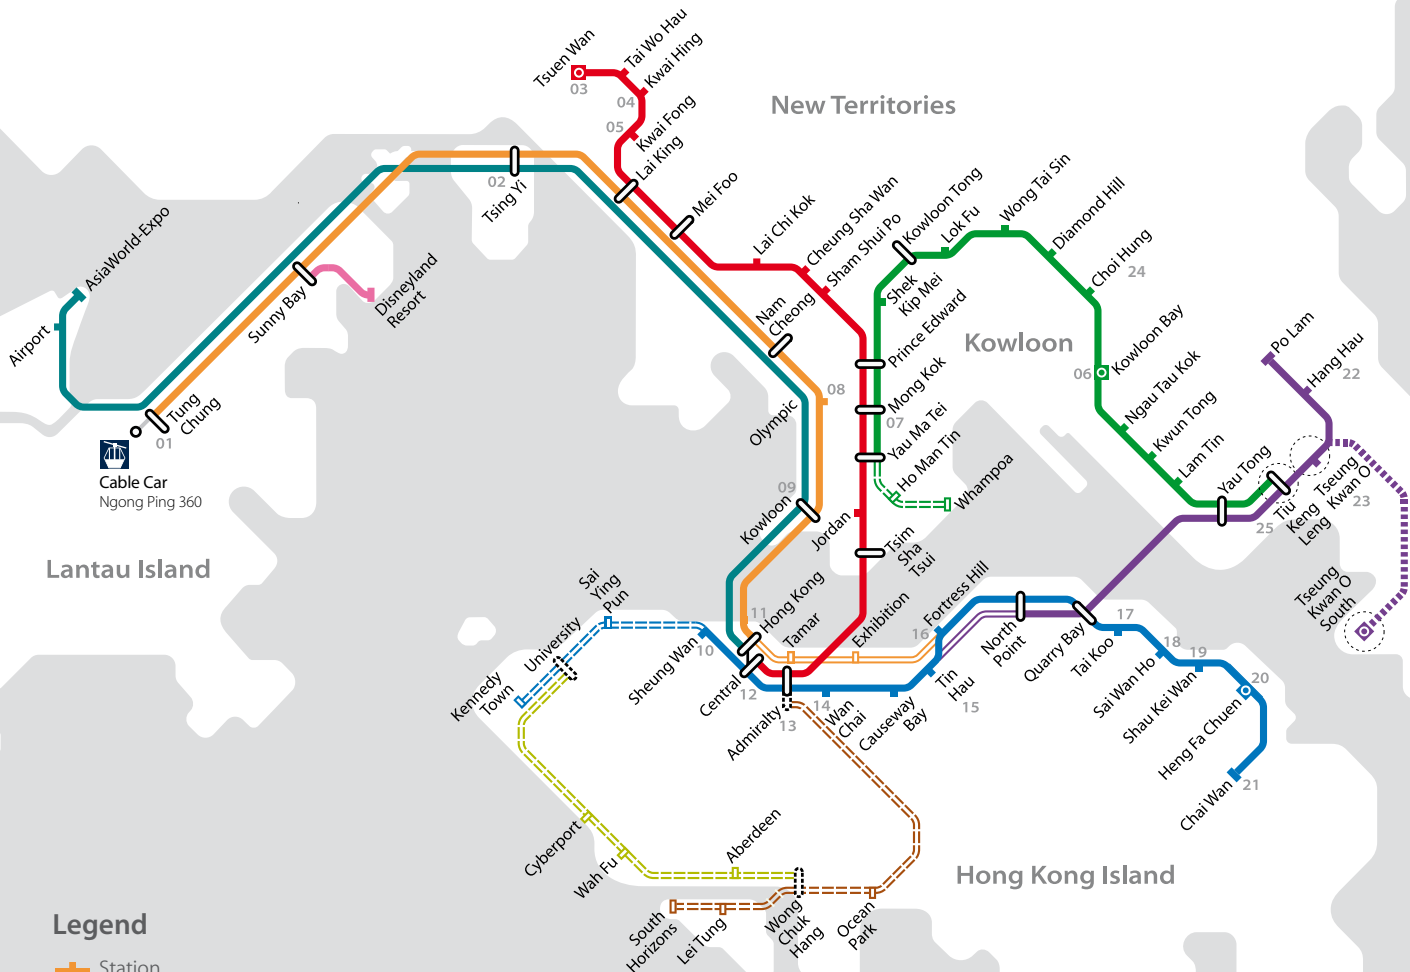 Tsuen Wan
03
Tai Wo Hau
04
Kwai Hing
05
Kwai Fong
Lai King
New Territories
02
Tsing Yi
Mei Foo
Lai Chi Kok
Cheung Sha Wan
Sham Shui Po
Kowloon Tong
Lok Fu
Wong Tai Sin
Diamond Hill
Choi Hung
24
AsiaWorld-Expo
Airport
Sunny Bay
Disneyland
Resort
Nam
Cheong
Shek
Kip Mei
Prince Edward
Kowloon
Kowloon Bay
06
Po Lam
Hang Hau
22
Tung
Chung
01
Cable Car
Ngong Ping 360
08
Olympic
Mong Kok
07
Yau Ma Tei
Ho Man Tin
Whampoa
Ngau Tau Kok
Kwun Tong
Lam Tin
Yau Tong
Tiu
Keng
Leng
25
Tseung
Kwan O
23
09
Kowloon
Jordan
Tsim
Sha
Tsui
Lantau Island
Sai
Ying
Pun
University
Kennedy
Town
Sheung Wan
10
11
Hong Kong
Central
12
Tamar
Exhibition
Admiralty
13
14
Wan
Chai
Causeway
Bay
16
Fortress Hill
Tin
Hau
15
North
Point
Quarry Bay
17
Tai Koo
18
Sai Wan Ho
19
Shau Kei Wan
20
Heng Fa Chuen
21
Chai Wan
Tseung
Kwan O
South
Cyberport
Wah Fu
Aberdeen
South
Horizons
Lei Tung
Wong
Chuk
Hang
Ocean
Park
Hong Kong Island
Legend
Station